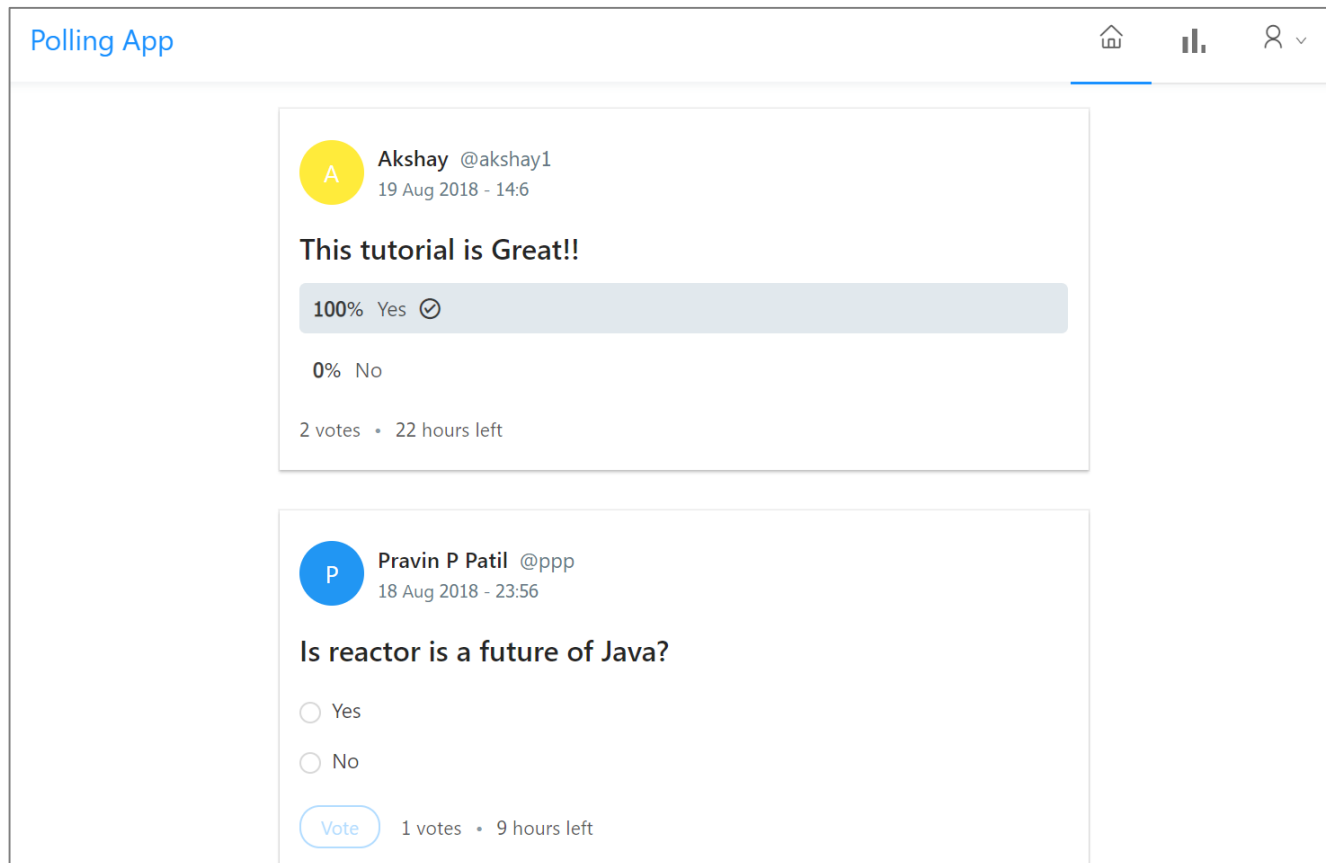 Polling App
A
Akshay @akshay1
19 Aug 2018 - 14:6
This tutorial is Great!!
100% Yes
0% No
2 votes • 22 hours left
P
Pravin P Patil @ppp
18 Aug 2018 - 23:56
Is reactor is a future of Java?
Yes
No
Vote 1 votes • 9 hours left